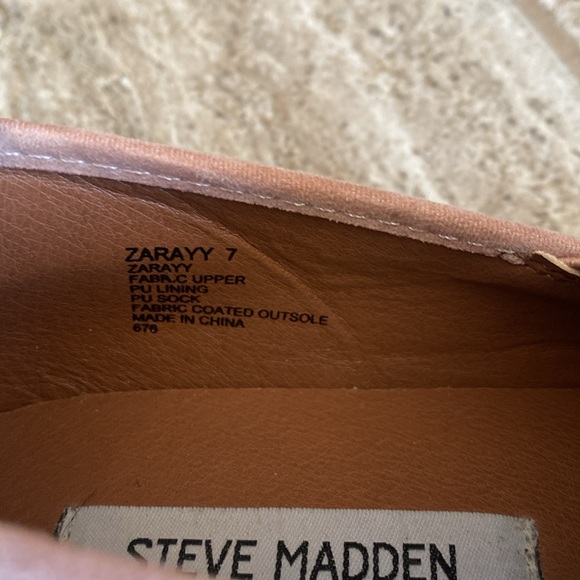 ZARAYY 7
ZARAYY
FABRIC UPPER
PU LINING
PU SOCK
FABRIC COATED OUTSOLE
MADE IN CHINA
676
STEVE MADDEN